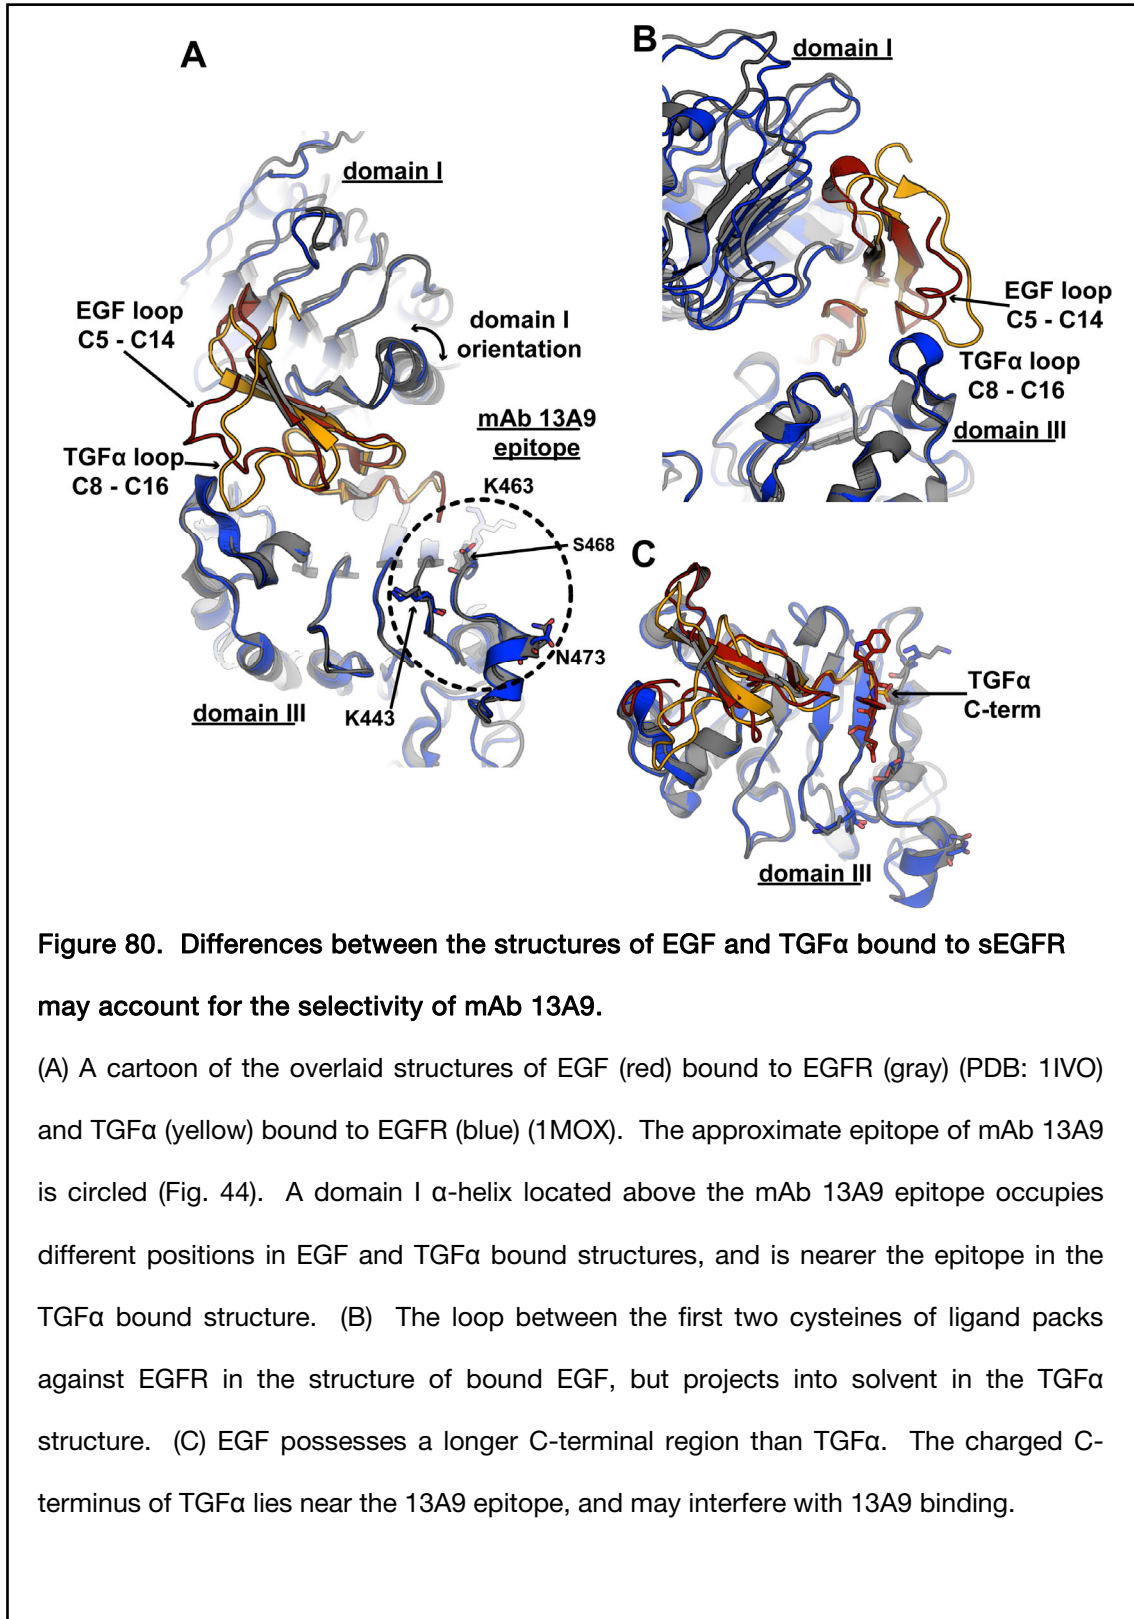 A
domain I
EGF loop
C5 - C14
domain I
orientation
mAb 13A9
epitope
TGFα loop
C8 - C16
K463
S468
N473
K443
domain III
B
domain I
EGF loop
C5 - C14
TGFα loop
C8 - C16
domain III
C
TGFα
C-term
domain III
Figure 80. Differences between the structures of EGF and TGFα bound to sEGFR
may account for the selectivity of mAb 13A9.
(A) A cartoon of the overlaid structures of EGF (red) bound to EGFR (gray) (PDB: 1IVO)
and TGFα (yellow) bound to EGFR (blue) (1MOX). The approximate epitope of mAb 13A9
is circled (Fig. 44). A domain I α-helix located above the mAb 13A9 epitope occupies
different positions in EGF and TGFα bound structures, and is nearer the epitope in the
TGFα bound structure. (B) The loop between the first two cysteines of ligand packs
against EGFR in the structure of bound EGF, but projects into solvent in the TGFα
structure. (C) EGF possesses a longer C-terminal region than TGFα. The charged C-
terminus of TGFα lies near the 13A9 epitope, and may interfere with 13A9 binding.